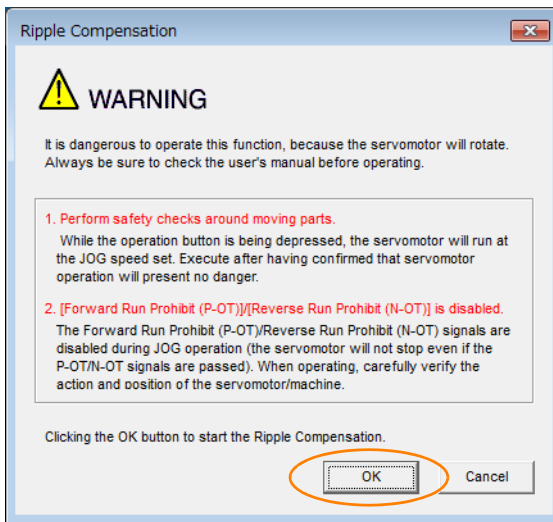 Ripple Compensation
WARNING
It is dangerous to operate this function, because the servomotor will rotate.
Always be sure to check the user's manual before operating.
1. Perform safety checks around moving parts.
While the operation button is being depressed, the servomotor will run at
the JOG speed set. Execute after having confirmed that servomotor
operation will present no danger.
2. [Forward Run Prohibit (P-OT)]/[Reverse Run Prohibit (N-OT)] is disabled.
The Forward Run Prohibit (P-OT)/Reverse Run Prohibit (N-OT) signals are
disabled during JOG operation (the servomotor will not stop even if the
P-OT/N-OT signals are passed). When operating, carefully verify the
action and position of the servomotor/machine.
Clicking the OK button to start the Ripple Compensation.
OK
Cancel